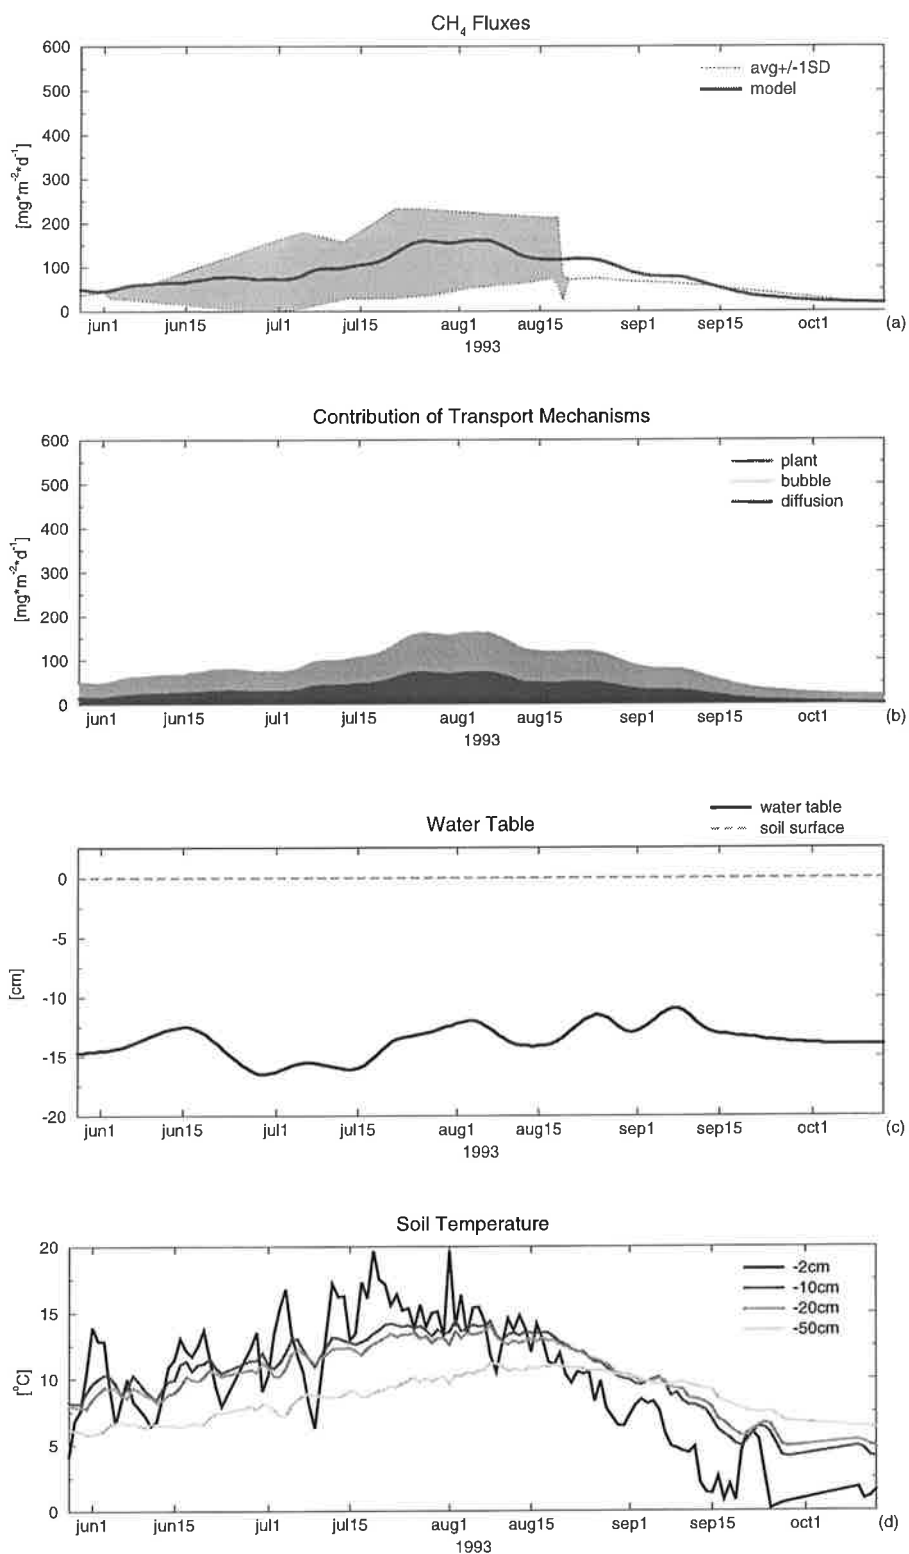 CH4 Fluxes
600
500
400
300
200
100
0
[mg*m-2*d-1]
avg+/-1SD
model
jun1 jun15 jul1 jul15 aug1 aug15 sep1 sep15 oct1 (a)
1993
Contribution of Transport Mechanisms
600
500
400
300
200
100
0
[mg*m-2*d-1]
plant
bubble
diffusion
jun1 jun15 jul1 jul15 aug1 aug15 sep1 sep15 oct1 (b)
1993
Water Table
water table
soil surface
0
-5
-10
-15
-20
[cm]
jun1 jun15 jul1 jul15 aug1 aug15 sep1 sep15 oct1 (c)
1993
Soil Temperature
20
15
10
5
0
[°C]
-2cm
-10cm
-20cm
-50cm
jun1 jun15 jul1 jul15 aug1 aug15 sep1 sep15 oct1 (d)
1993